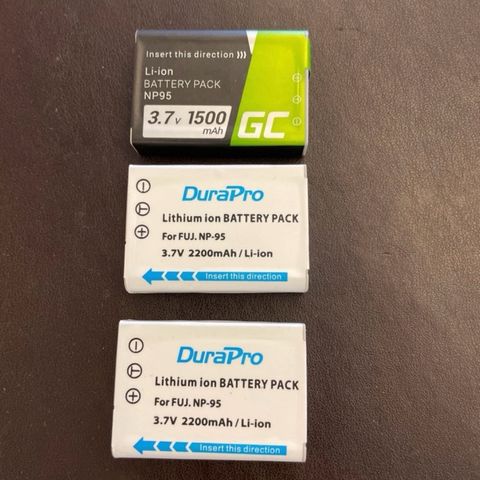 Insert this direction )))
Li-ion
BATTERY PACK
NP95
3.7V 1500
mAh
GC
DuraPro
Lithium ion BATTERY PACK
For FUJ. NP-95
3.7V 2200mAh / Li-ion
Insert this direction
DuraPro
Lithium ion BATTERY PACK
For FUJ. NP-95
3.7V 2200mAh / Li-ion
Insert this direction